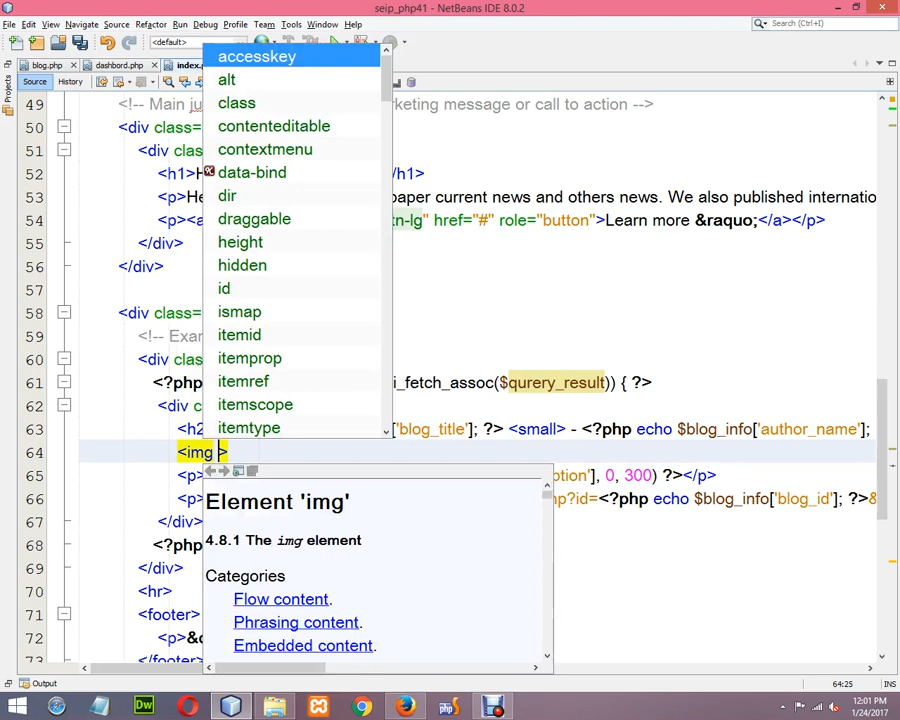 seip_php41 - NetBeans IDE 8.0.2
File Edit View Navigate Source Refactor Run Debug Profile Team Tools Window Help
Search (Ctrl+I)
<default>
blog.php dashbord.php index.
Source History
Projects
accesskey
alt
class
contenteditable
contextmenu
data-bind
dir
draggable
height
hidden
id
ismap
itemid
itemprop
itemref
itemscope
itemtype
49 <!-- Main ju rketing message or call to action -->
50 <div class=
51 <div clas
52 <h1>H </h1>
53 <p>He paper current news and others news. We also published internatio
54 <p><a tn-lg" href="#" role="button">Learn more &raquo;</a></p>
55 </div>
56 </div>
57
58 <div class=
59 <!-- Exa
60 <div clas
61 <?php i_fetch_assoc($qurery_result)) { ?>
62 <div c
63 <h2 ['blog_title']; ?> <small> - <?php echo $blog_info['author_name'];
64 <img >
65 <p> ption'], 0, 300) ?></p>
66 <p> np?id=<?php echo $blog_info['blog_id']; ?>&
67 </div>
68 <?php
69 </div>
70 <hr>
71 <footer>
72 <p>&c
73 </footer>
Element 'img'
4.8.1 The img element
Categories
Flow content.
Phrasing content.
Embedded content.
Output
64:25 INS
Dw
12:01 PM
1/24/2017